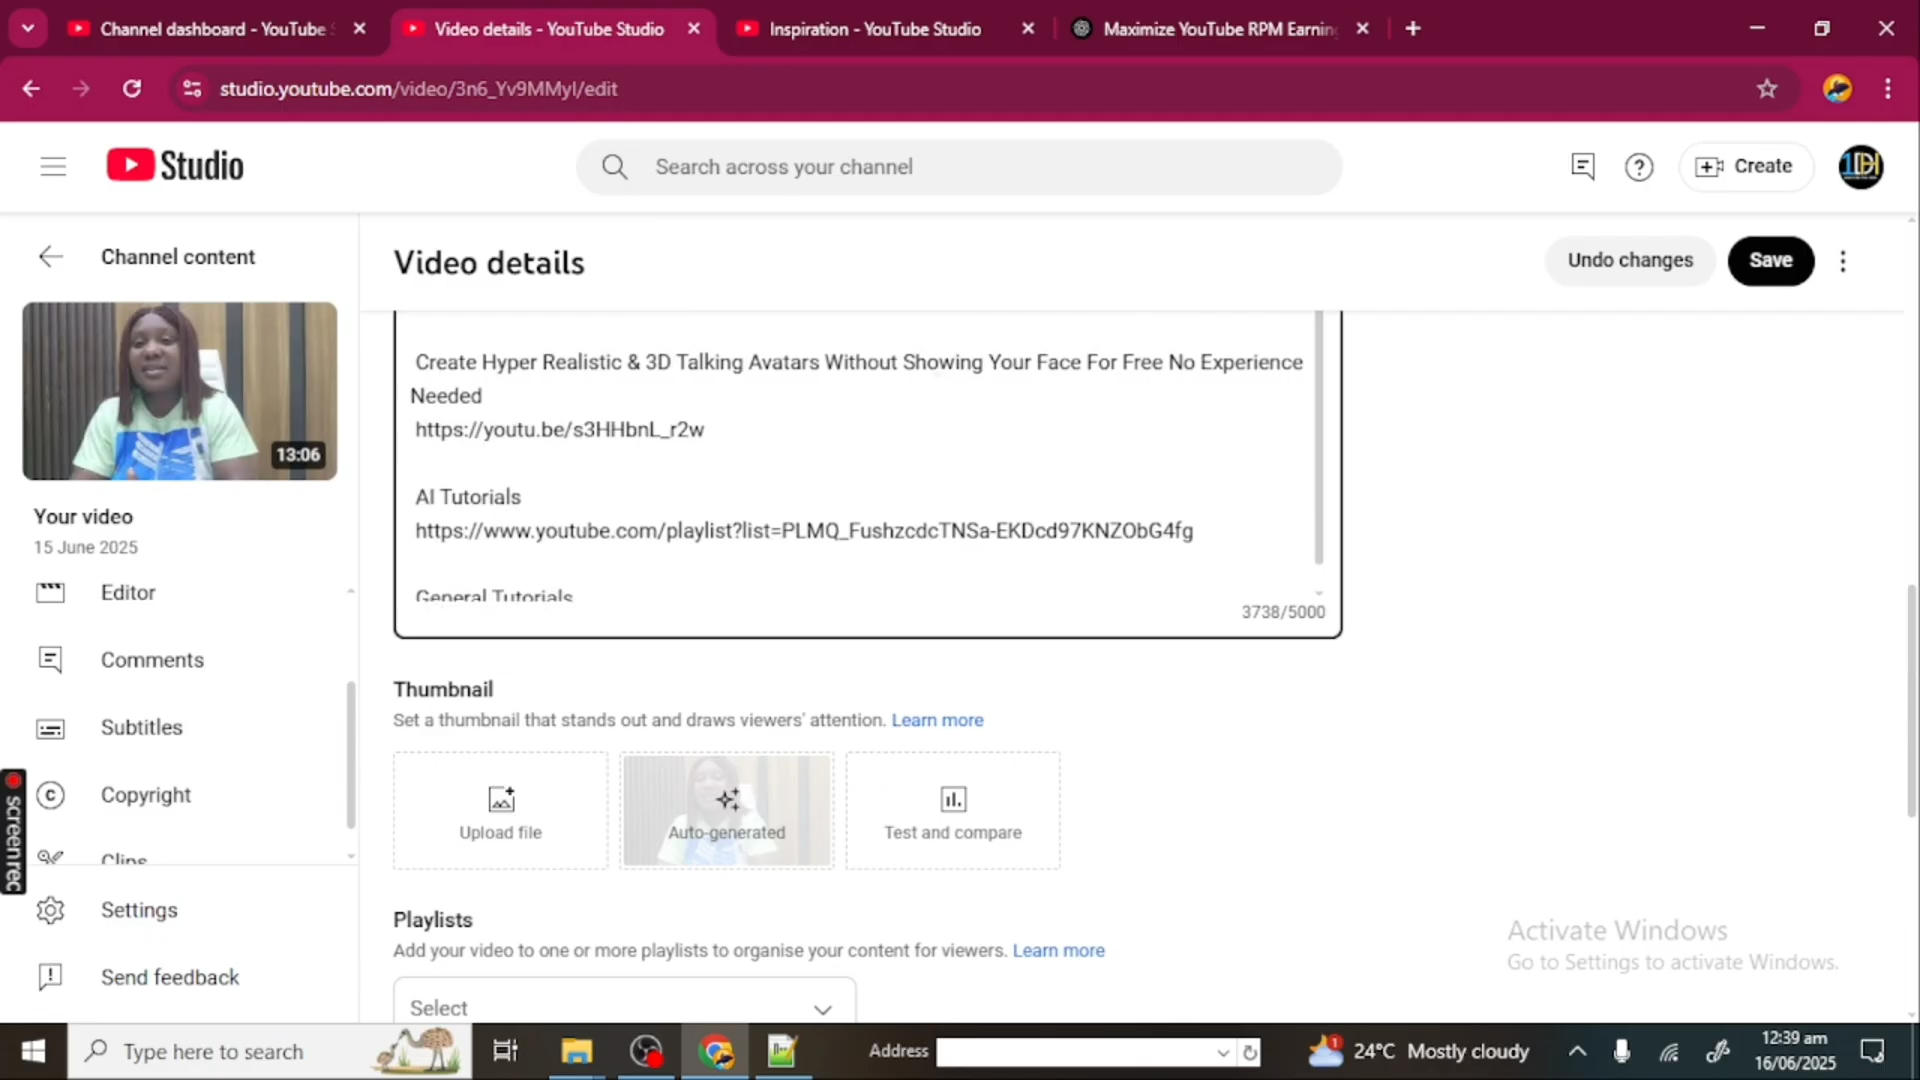 Channel dashboard - YouTube S
Video details - YouTube Studio
Inspiration - YouTube Studio
Maximize YouTube RPM Earnin
studio.youtube.com/video/3n6_Yv9MMyI/edit
Studio
Search across your channel
Create
Channel content
Video details
Undo changes
Save
13:06
Your video
15 June 2025
Editor
Comments
Subtitles
Copyright
Clips
Settings
Send feedback
screenrec
Create Hyper Realistic & 3D Talking Avatars Without Showing Your Face For Free No Experience
Needed
https://youtu.be/s3HHbnL_r2w
AI Tutorials
https://www.youtube.com/playlist?list=PLMQ_FushzcdcTNSa-EKDcd97KNZObG4fg
General Tutorials
3738/5000
Thumbnail
Set a thumbnail that stands out and draws viewers' attention. Learn more
Upload file
Auto-generated
Test and compare
Playlists
Add your video to one or more playlists to organise your content for viewers. Learn more
Select
Activate Windows
Go to Settings to activate Windows.
Type here to search
Address
1
24°C Mostly cloudy
12:39 am
16/06/2025